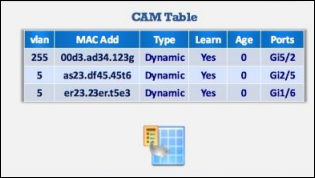 CAM Table
vlan MAC Add Type Learn Age Ports
255 00d3.ad34.123g Dynamic Yes 0 Gi5/2
5 as23.df45.45t6 Dynamic Yes 0 Gi2/5
5 er23.23er.t5e3 Dynamic Yes 0 Gi1/6